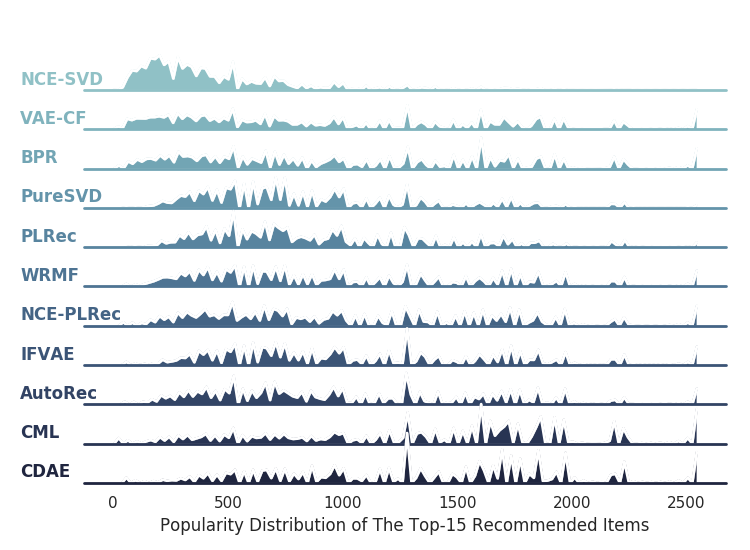 NCE-SVD
VAE-CF
BPR
PureSVD
PLRec
WRMF
NCE-PLRec
IFVAE
AutoRec
CML
CDAE
0 500 1000 1500 2000 2500
Popularity Distribution of The Top-15 Recommended Items